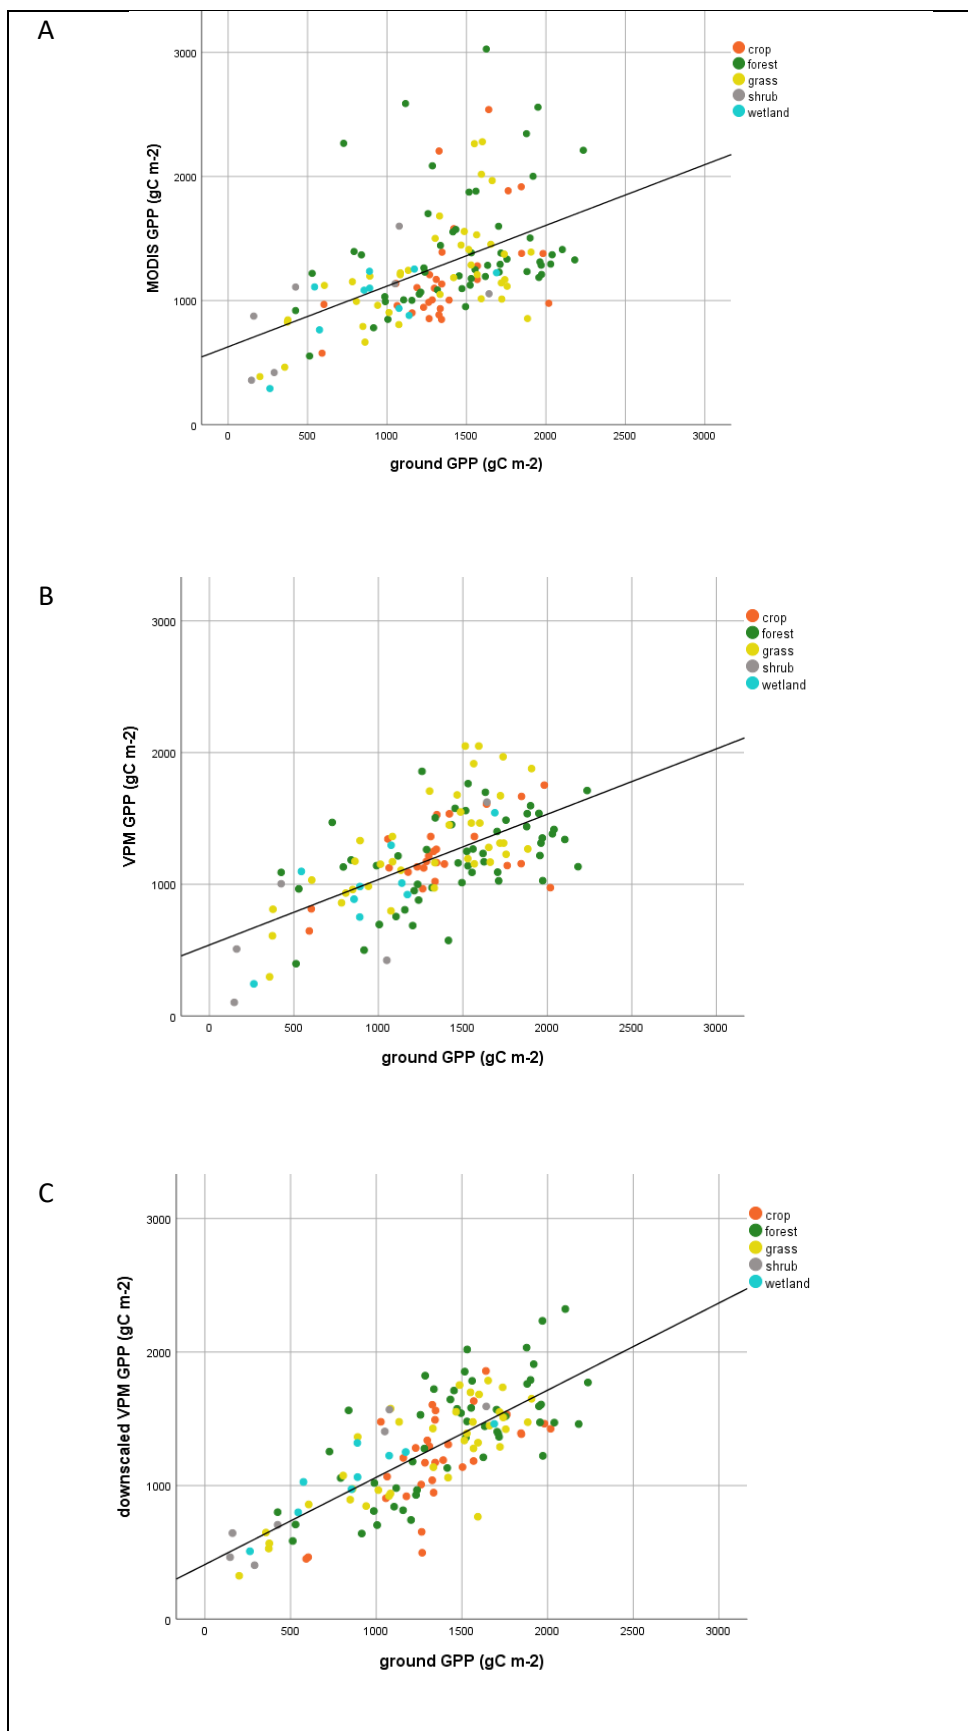 A
3000
2000
1000
0
MODIS GPP (gC m-2)
0 500 1000 1500 2000 2500 3000
ground GPP (gC m-2)
crop
forest
grass
shrub
wetland
B
3000
2000
1000
0
VPM GPP (gC m-2)
0 500 1000 1500 2000 2500 3000
ground GPP (gC m-2)
crop
forest
grass
shrub
wetland
C
3000
2000
1000
0
downscaled VPM GPP (gC m-2)
0 500 1000 1500 2000 2500 3000
ground GPP (gC m-2)
crop
forest
grass
shrub
wetland